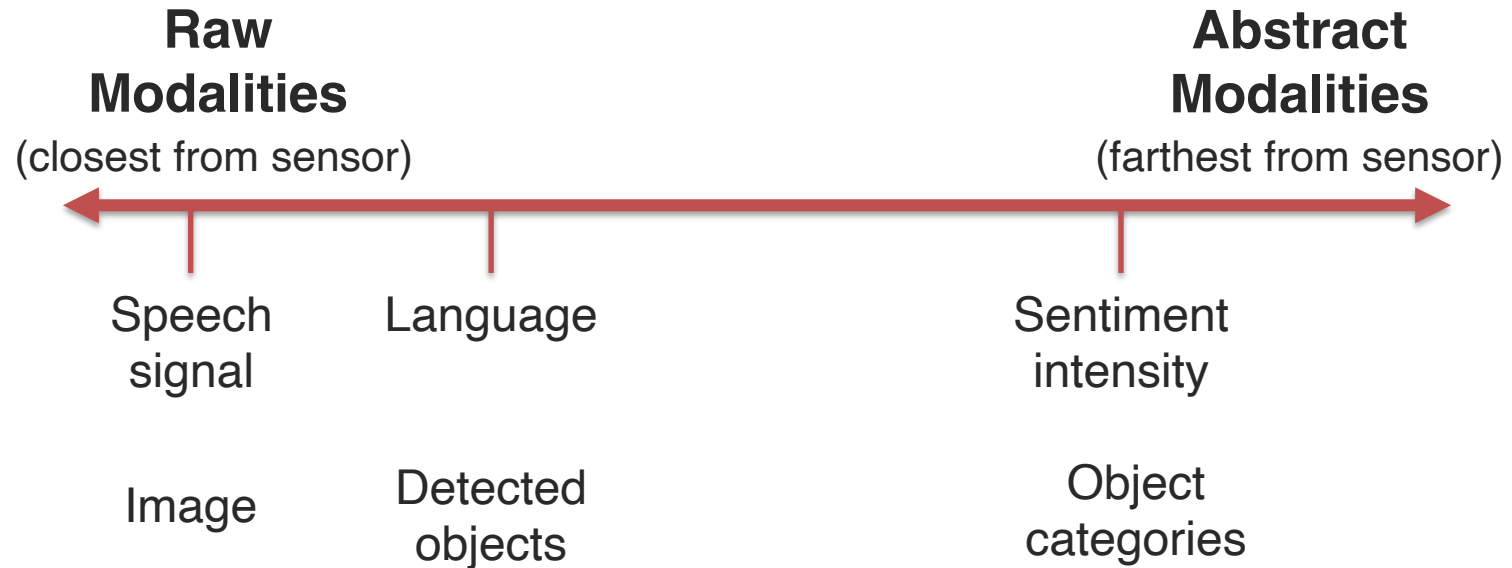 Raw
Modalities
(closest from sensor)
Abstract
Modalities
(farthest from sensor)
Speech
signal
Language
Sentiment
intensity
Image
Detected
objects
Object
categories